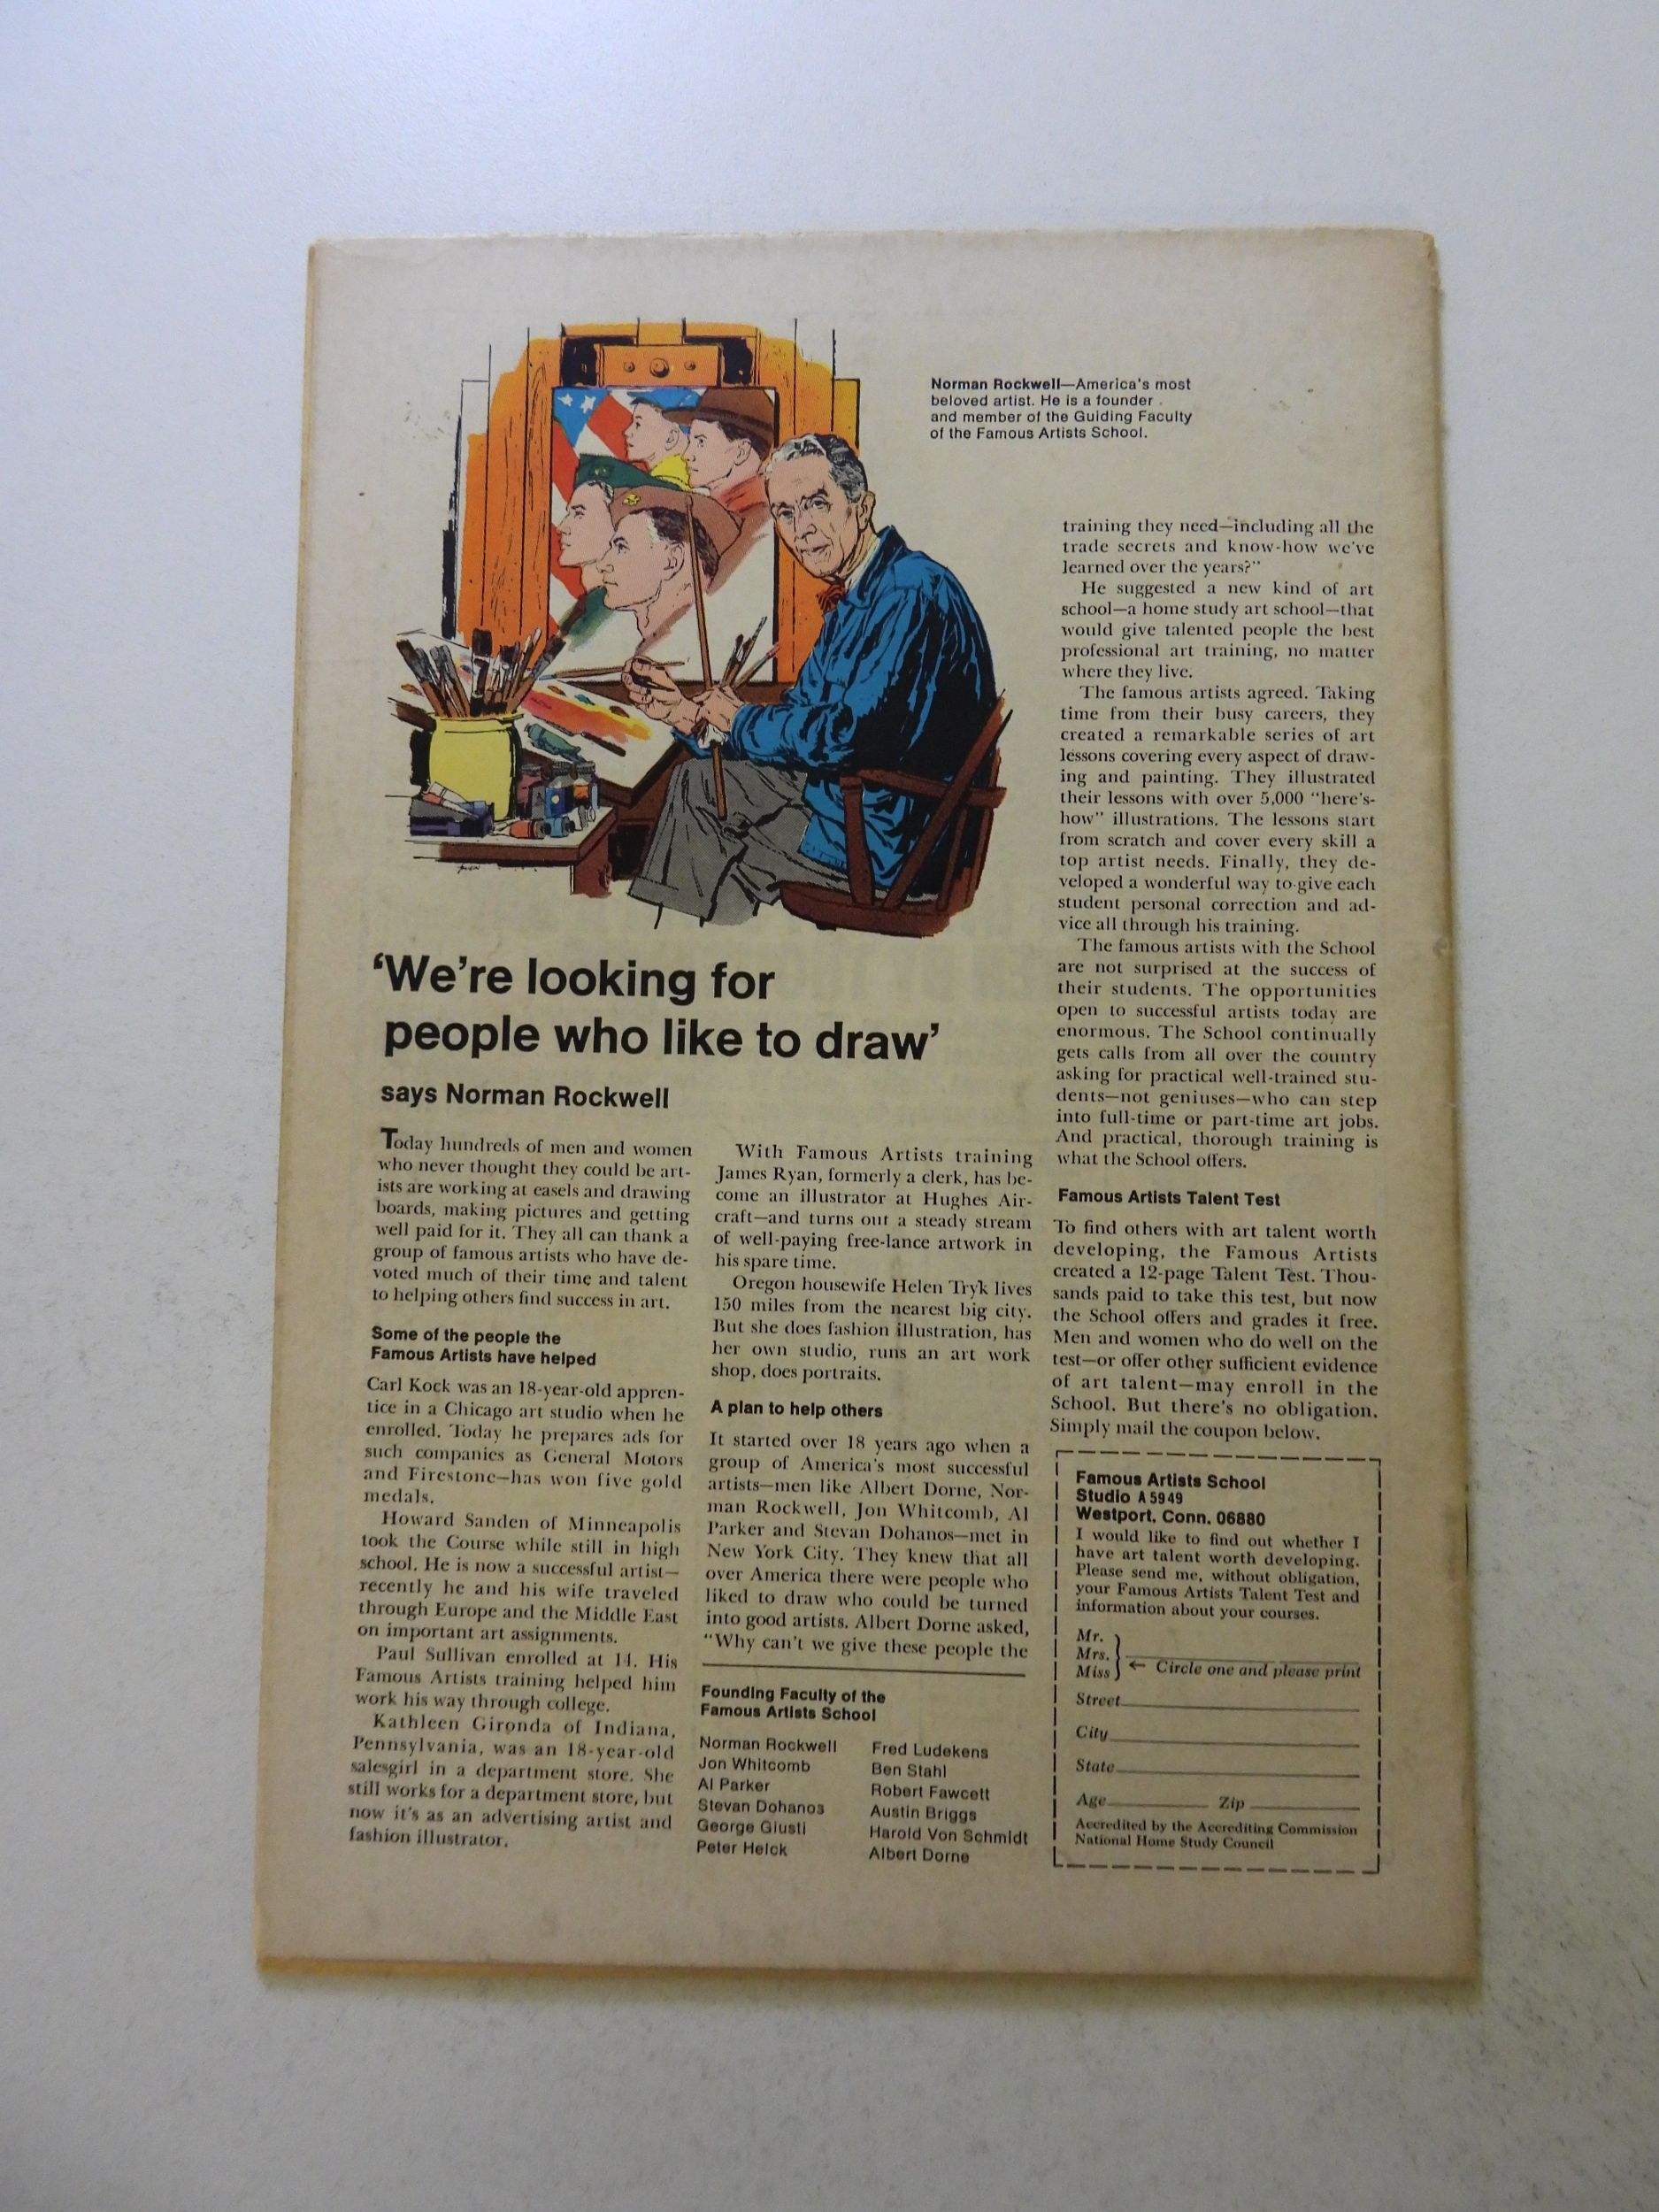 Norman Rockwell—America's most
beloved artist. He is a founder
and member of the Guiding Faculty
of the Famous Artists School.
'We're looking for
people who like to draw'
says Norman Rockwell
Today hundreds of men and women
who never thought they could be art-
ists are working at easels and drawing
boards, making pictures and getting
well paid for it. They all can thank a
group of famous artists who have de-
voted much of their time and talent
to helping others find success in art.
Some of the people the
Famous Artists have helped
Carl Kock was an 18-year-old appren-
tice in a Chicago art studio when he
enrolled. Today he prepares ads for
such companies as General Motors
and Firestone—has won five gold
medals.
Howard Sanden of Minneapolis
took the Course while still in high
school. He is now a successful artist—
recently he and his wife traveled
through Europe and the Middle East
on important art assignments.
Paul Sullivan enrolled at 14. His
Famous Artists training helped him
work his way through college.
Kathleen Gironda of Indiana,
Pennsylvania, was an 18-year-old
salesgirl in a department store. She
still works for a department store, but
now it's as an advertising artist and
fashion illustrator.
With Famous Artists training
James Ryan, formerly a clerk, has be-
come an illustrator at Hughes Air-
craft—and turns out a steady stream
of well-paying free-lance artwork in
his spare time.
Oregon housewife Helen Tryk lives
150 miles from the nearest big city.
But she does fashion illustration, has
her own studio, runs an art work
shop, does portraits.
A plan to help others
It started over 18 years ago when a
group of America's most successful
artists—men like Albert Dorne, Nor-
man Rockwell, Jon Whitcomb, Al
Parker and Stevan Dohanos—met in
New York City. They knew that all
over America there were people who
liked to draw who could be turned
into good artists. Albert Dorne asked,
"Why can't we give these people the
training they need—including all the
trade secrets and know-how we've
learned over the years?"
He suggested a new kind of art
school—a home study art school—that
would give talented people the best
professional art training, no matter
where they live.
The famous artists agreed. Taking
time from their busy careers, they
created a remarkable series of art
lessons covering every aspect of draw-
ing and painting. They illustrated
their lessons with over 5,000 "here's-
how" illustrations. The lessons start
from scratch and cover every skill a
top artist needs. Finally, they de-
veloped a wonderful way to give each
student personal correction and ad-
vice all through his training.
The famous artists with the School
are not surprised at the success of
their students. The opportunities
open to successful artists today are
enormous. The School continually
gets calls from all over the country
asking for practical well-trained stu-
dents—not geniuses—who can step
into full-time or part-time art jobs.
And practical, thorough training is
what the School offers.
Famous Artists Talent Test
To find others with art talent worth
developing, the Famous Artists
created a 12-page Talent Test. Thou-
sands paid to take this test, but now
the School offers and grades it free.
Men and women who do well on the
test—or offer other sufficient evidence
of art talent—may enroll in the
School. But there's no obligation.
Simply mail the coupon below.
Founding Faculty of the
Famous Artists School
Norman Rockwell
Jon Whitcomb
Al Parker
Stevan Dohanos
George Giusti
Peter Helck
Fred Ludekens
Ben Stahl
Robert Fawcett
Austin Briggs
Harold Von Schmidt
Albert Dorne
Famous Artists School
Studio A5949
Westport, Conn. 06880
I would like to find out whether I
have art talent worth developing.
Please send me, without obligation,
your Famous Artists Talent Test and
information about your courses.
Mr.
Mrs.
Miss
← Circle one and please print
Street
City
State
Age Zip
Accredited by the Accrediting Commission
National Home Study Council